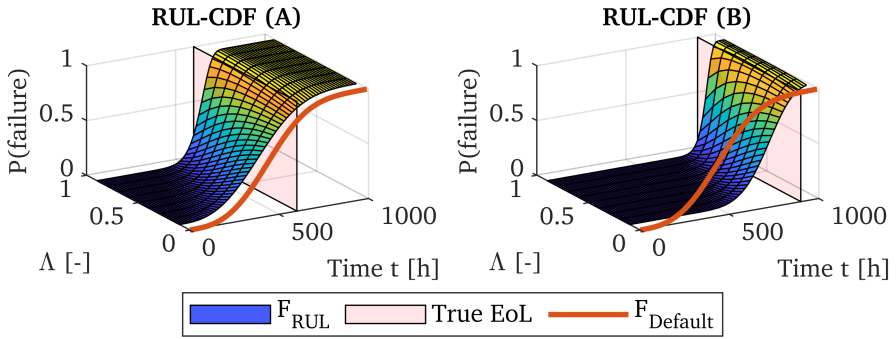 RUL-CDF (A)
P(failure)
1
0.5
0
1
0.5
0
Λ [-]
0
500
1000
Time t [h]
RUL-CDF (B)
P(failure)
1
0.5
0
1
0.5
0
Λ [-]
0
500
1000
Time t [h]
F_RUL
True EoL
F_Default